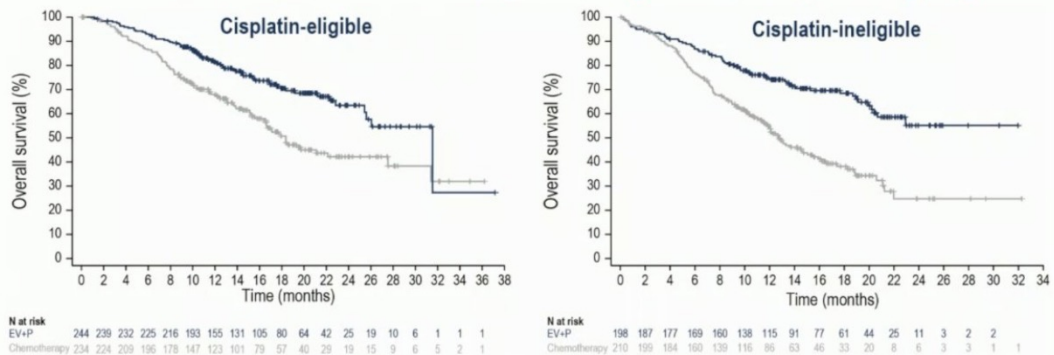 Cisplatin-eligible
Overall survival (%)
100
90
80
70
60
50
40
30
20
10
0
0 2 4 6 8 10 12 14 16 18 20 22 24 26 28 30 32 34 36 38
Time (months)
N at risk
EV+P 244 239 232 225 216 193 155 131 105 80 64 42 25 19 10 6 1 1 1
Chemotherapy 234 224 209 196 178 147 123 101 79 57 40 29 19 15 9 6 5 2 1
Cisplatin-ineligible
Overall survival (%)
100
90
80
70
60
50
40
30
20
10
0
0 2 4 6 8 10 12 14 16 18 20 22 24 26 28 30 32 34
Time (months)
N at risk
EV+P 198 187 177 169 160 138 115 91 77 61 44 25 11 3 2 2
Chemotherapy 210 199 184 160 139 116 86 63 46 33 20 8 6 3 3 1 1